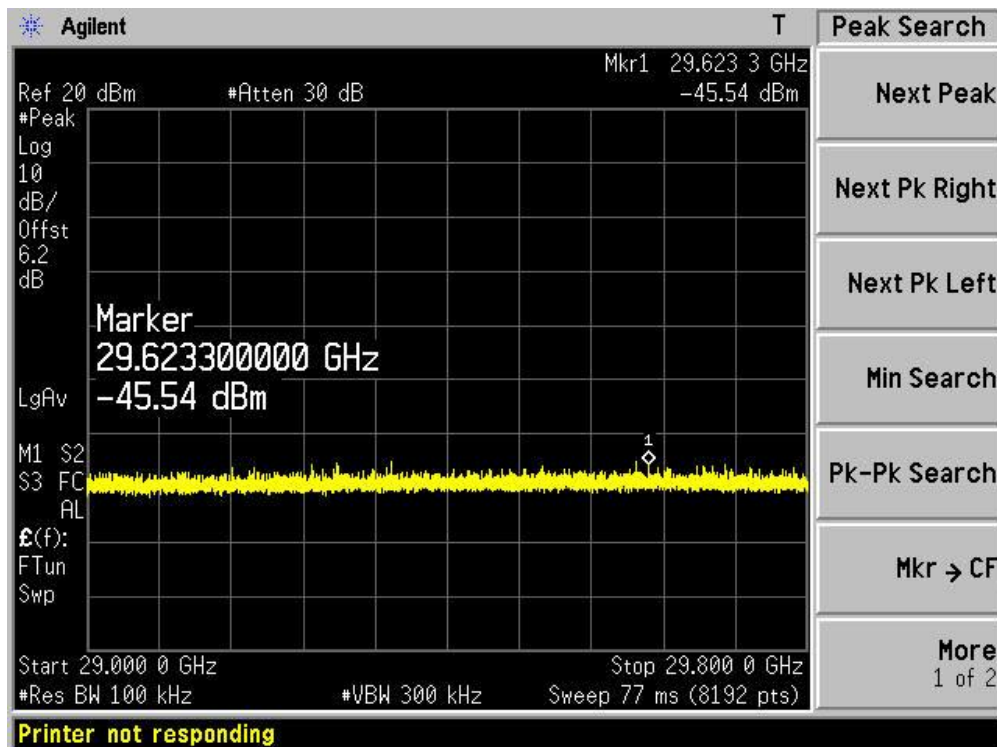 Agilent T
Peak Search
Mkr1 29.623 3 GHz
Ref 20 dBm #Atten 30 dB -45.54 dBm
#Peak
Log
10
dB/
Offst
6.2
dB
Marker
29.623300000 GHz
-45.54 dBm
LgAv
1
M1 S2
S3 FC
AL
£(f):
FTun
Swp
Start 29.000 0 GHz Stop 29.800 0 GHz
#Res BW 100 kHz #VBW 300 kHz Sweep 77 ms (8192 pts)
Printer not responding
Next Peak
Next Pk Right
Next Pk Left
Min Search
Pk-Pk Search
Mkr → CF
More
1 of 2